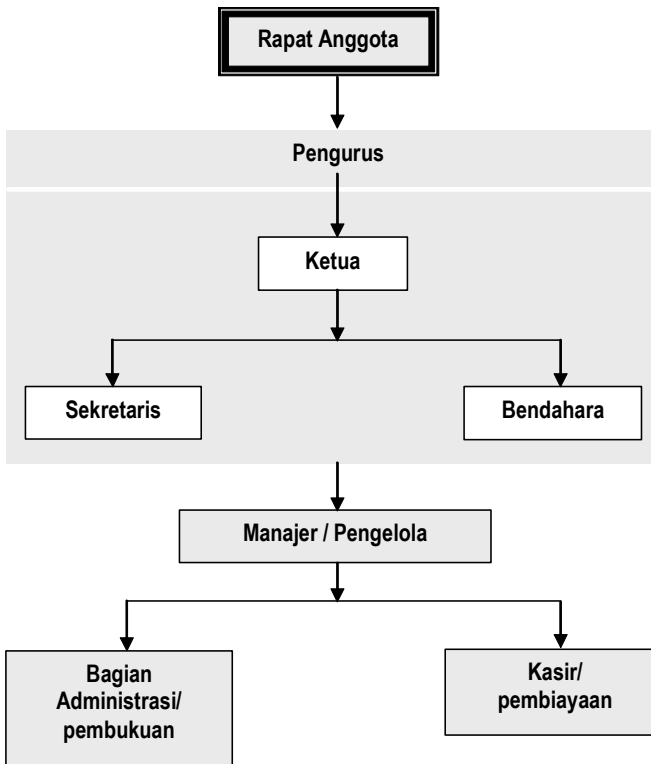 Rapat Anggota
Pengurus
Ketua
Sekretaris
Bendahara
Manajer / Pengelola
Bagian
Administrasi/
pembukuan
Kasir/
pembiayaan